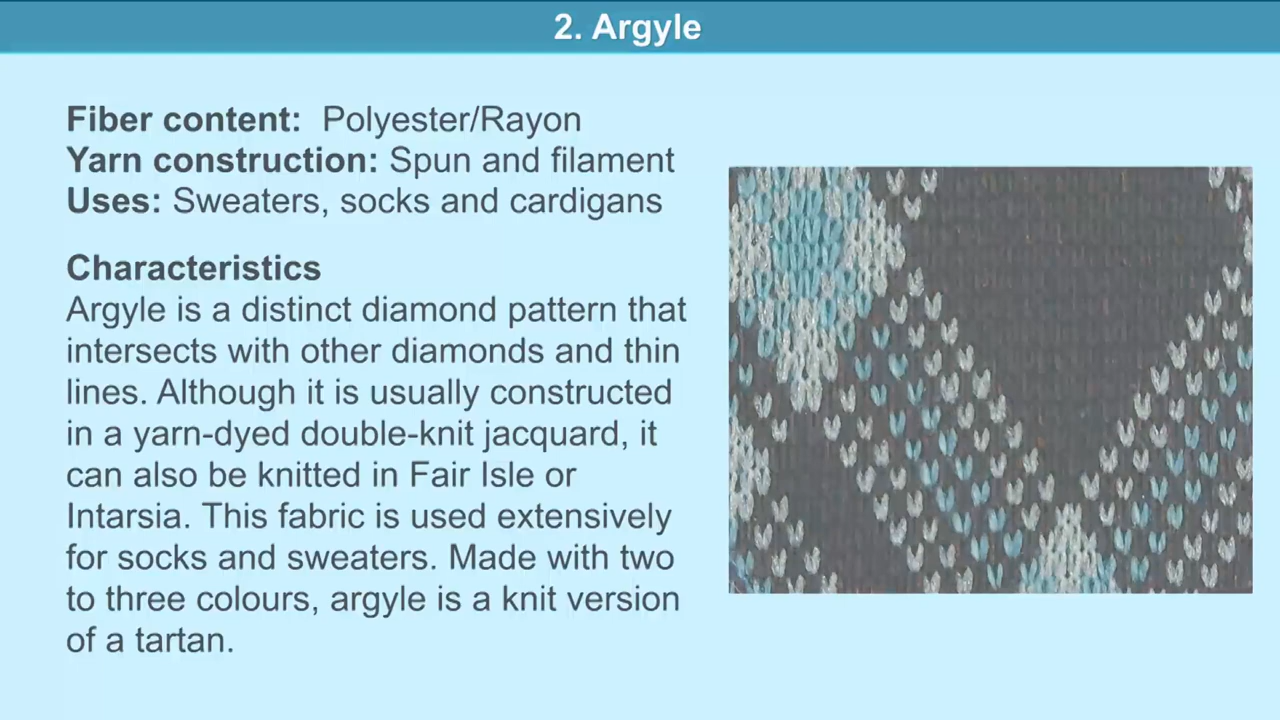 2. Argyle
Fiber content: Polyester/Rayon
Yarn construction: Spun and filament
Uses: Sweaters, socks and cardigans
Characteristics
Argyle is a distinct diamond pattern that
intersects with other diamonds and thin
lines. Although it is usually constructed
in a yarn-dyed double-knit jacquard, it
can also be knitted in Fair Isle or
Intarsia. This fabric is used extensively
for socks and sweaters. Made with two
to three colours, argyle is a knit version
of a tartan.